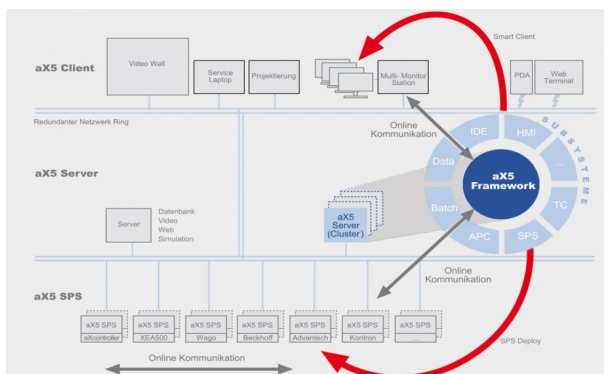 Smart Client
aX5 Client
Video Wall
Service
Laptop
Projektierung
Multi- Monitor
Station
PDA
Web
Terminal
Redundanter Netzwerk Ring
Online
Kommunikation
SUBSYSTEME
IDE
HMI
Data
...
aX5
Framework
Batch
TC
APC
SPS
aX5 Server
Server
Datenbank
Video
Web
Simulation
aX5
Server
(Cluster)
Online
Kommunikation
aX5 SPS
aX5 SPS
aXcontroller
aX5 SPS
XEA500
aX5 SPS
Wago
aX5 SPS
Beckhoff
aX5 SPS
Advantech
aX5 SPS
Kontron
aX5 SPS
...
SPS Deploy
Online Kommunikation